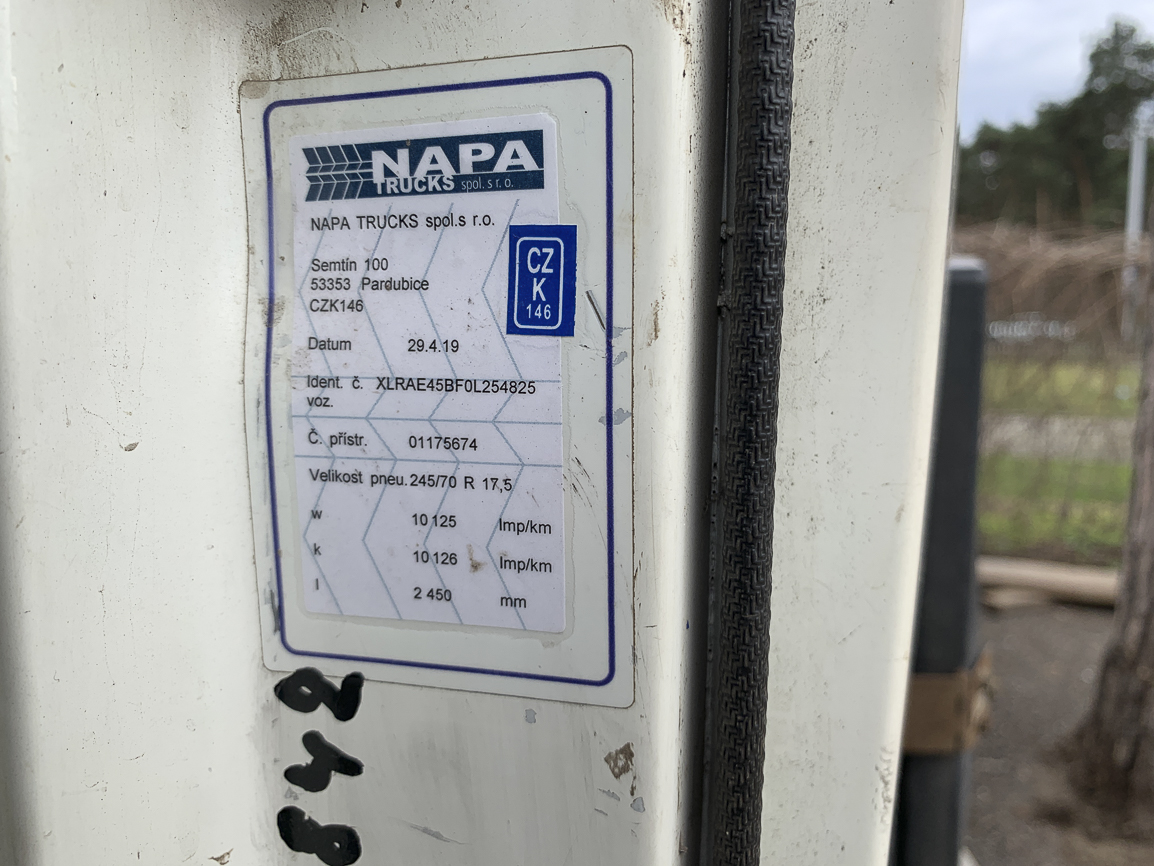 NAPA
TRUCKS spol. s r. o.
NAPA TRUCKS spol.s r.o.
Semtín 100
53353 Pardubice
CZK146
CZ
K
146
Datum 29.4.19
Ident. č. XLRAE45BF0L254825
voz.
Č. přístr. 01175674
Velikost pneu. 245/70 R 17,5
w 10 125 Imp/km
k 10 126 Imp/km
l 2 450 mm